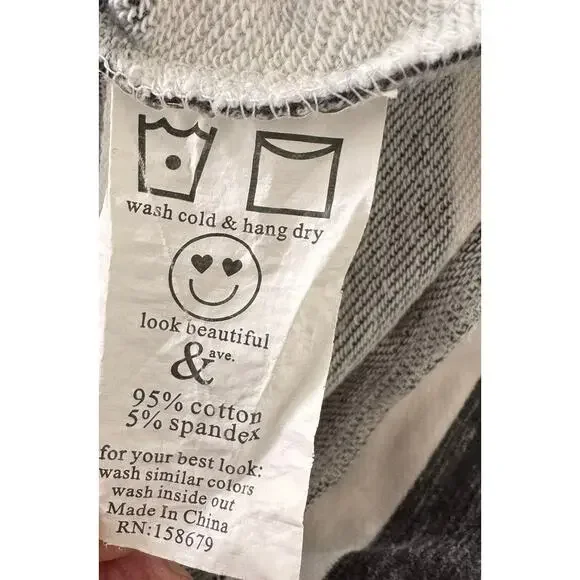 wash cold & hang dry
look beautiful
& ave.
95% cotton
5% spandex
for your best look:
wash similar colors
wash inside out
Made In China
RN:158679